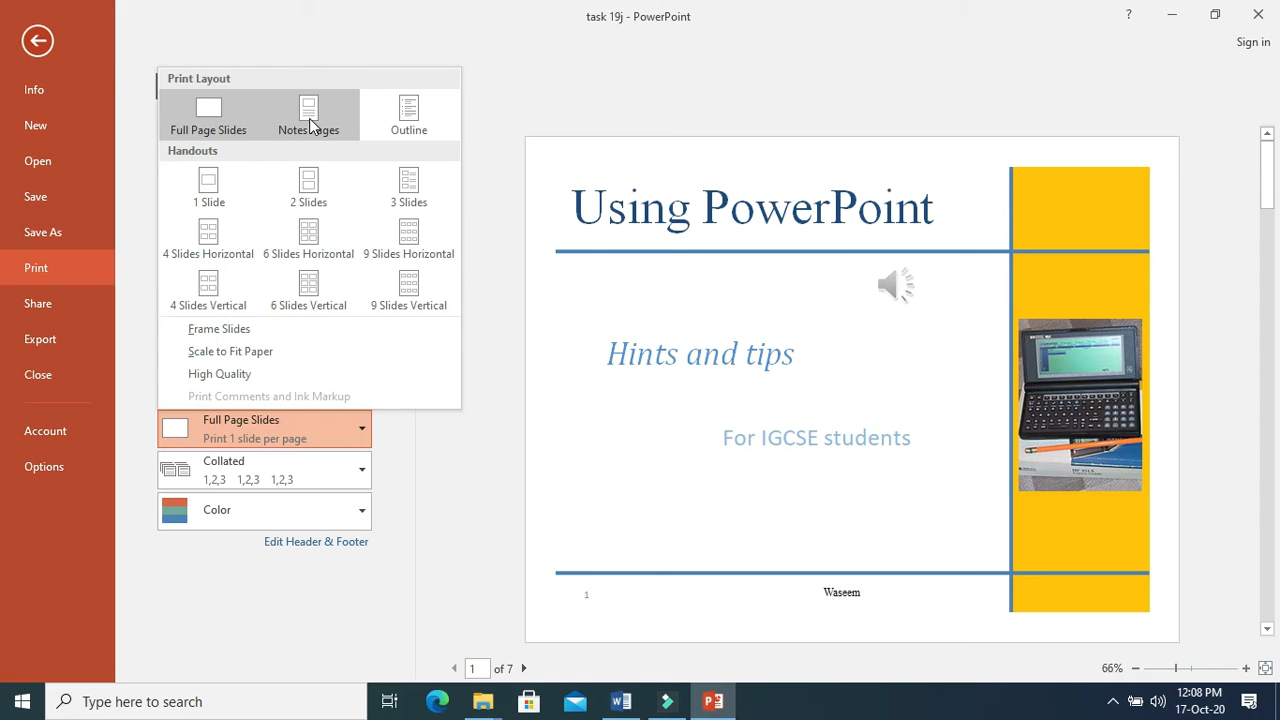 task 19j - PowerPoint
?
Sign in
Info
New
Open
Save
Save As
Print
Share
Export
Close
Account
Options
Print Layout
Full Page Slides
Notes Pages
Outline
Handouts
1 Slide
2 Slides
3 Slides
4 Slides Horizontal
6 Slides Horizontal
9 Slides Horizontal
4 Slides Vertical
6 Slides Vertical
9 Slides Vertical
Frame Slides
Scale to Fit Paper
High Quality
Print Comments and Ink Markup
Full Page Slides
Print 1 slide per page
Collated
1,2,3 1,2,3 1,2,3
Color
Edit Header & Footer
Using PowerPoint
Hints and tips
For IGCSE students
1
Waseem
1 of 7
66%
Type here to search
12:08 PM
17-Oct-20